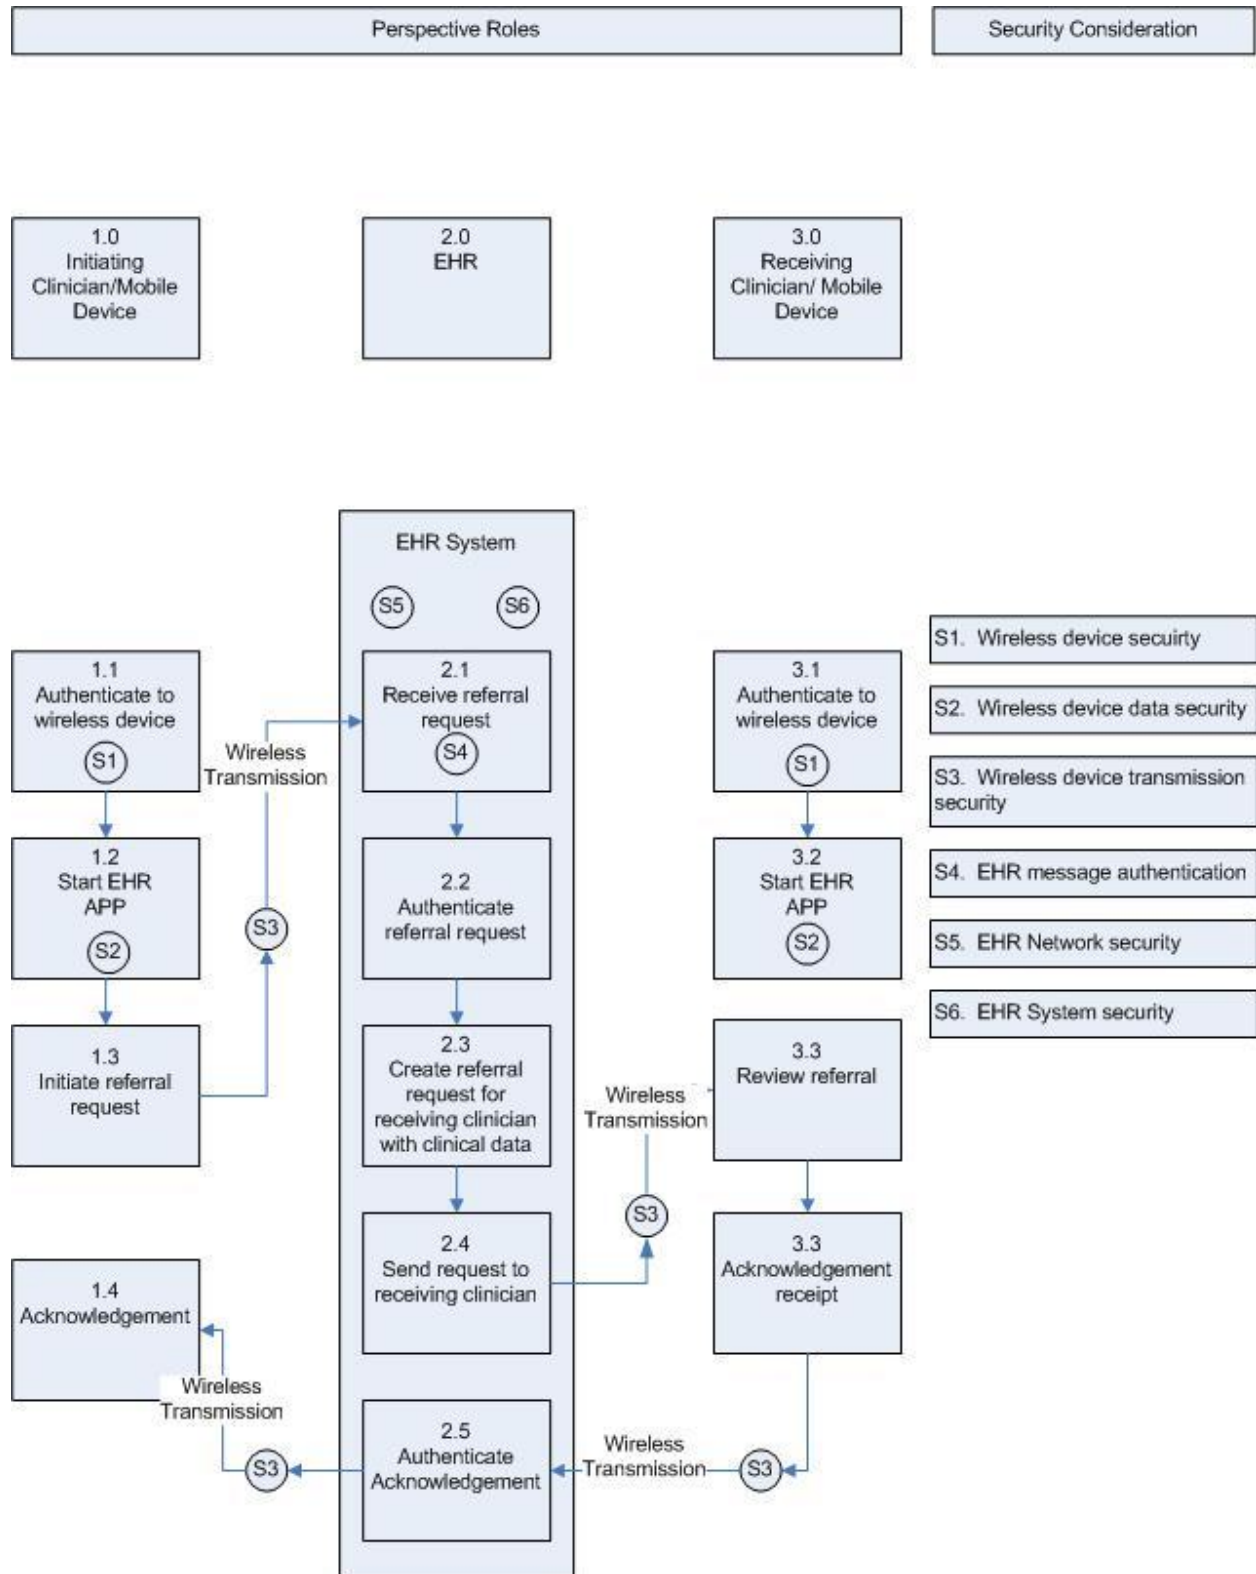 Perspective Roles
Security Consideration
1.0
Initiating
Clinician/Mobile
Device
2.0
EHR
3.0
Receiving
Clinician/ Mobile
Device
EHR System
S5
S6
1.1
Authenticate to
wireless device
S1
Wireless
Transmission
2.1
Receive referral
request
S4
3.1
Authenticate to
wireless device
S1
S1. Wireless device secuirty
S2. Wireless device data security
S3. Wireless device transmission
security
S4. EHR message authentication
S5. EHR Network security
S6. EHR System security
1.2
Start EHR
APP
S2
S3
2.2
Authenticate
referral request
3.2
Start EHR
APP
S2
1.3
Initiate referral
request
2.3
Create referral
request for
receiving clinician
with clinical data
Wireless
Transmission
3.3
Review referral
S3
2.4
Send request to
receiving clinician
3.3
Acknowledgement
receipt
1.4
Acknowledgement
Wireless
Transmission
S3
2.5
Authenticate
Acknowledgement
Wireless
Transmission
S3